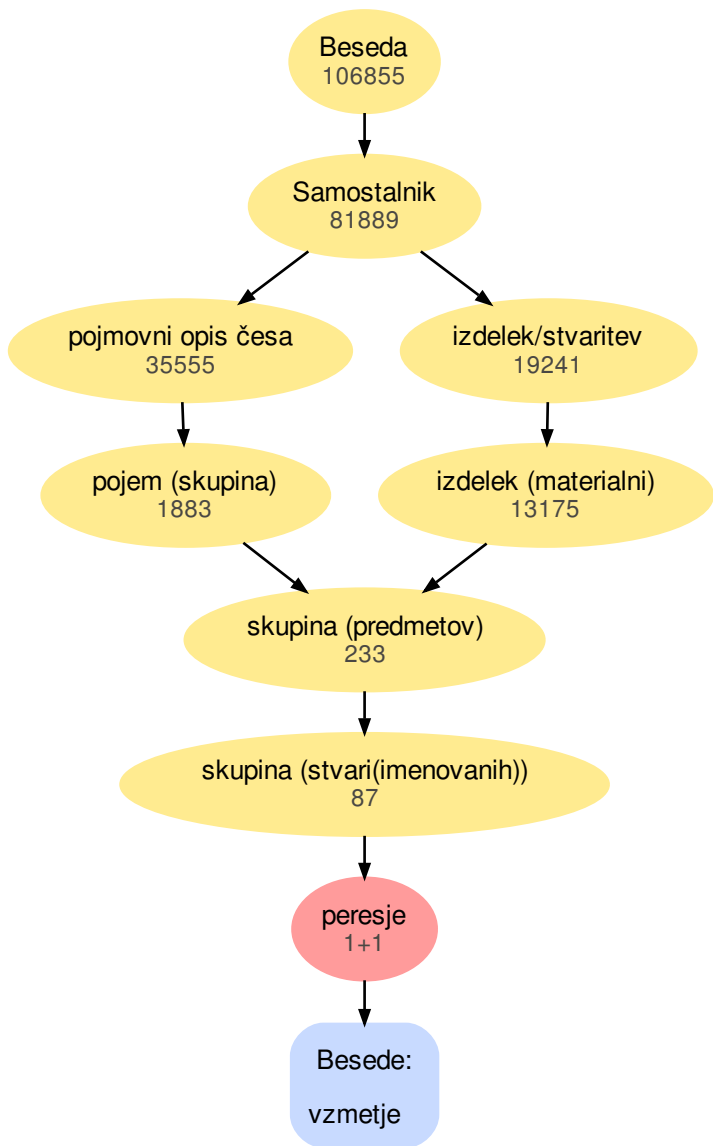 Beseda
106855
Samostalnik
81889
pojmovni opis česa
35555
izdelek/stvaritev
19241
pojem (skupina)
1883
izdelek (materialni)
13175
skupina (predmetov)
233
skupina (stvari(imenovanih))
87
peresje
1+1
Besede:
vzmetje